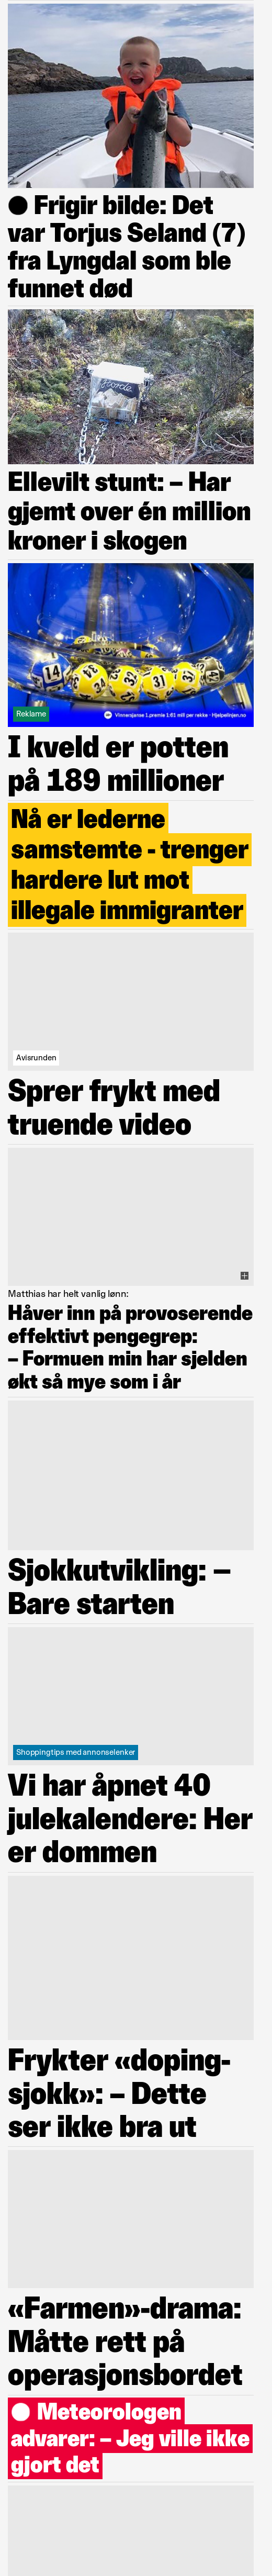 Frigir bilde: Det
var Torjus Seland (7)
fra Lyngdal som ble
funnet død
Ellevilt stunt: – Har
gjemt over én million
kroner i skogen
14
32
31
Reklame
Vinnersjanse 1.premie 1:61 mill per rekke - Hjelpelinjen.no
I kveld er potten
på 189 millioner
Nå er lederne
samstemte - trenger
hardere lut mot
illegale immigranter
Avisrunden
Sprer frykt med
truende video
Matthias har helt vanlig lønn:
Håver inn på provoserende
effektivt pengegrep:
– Formuen min har sjelden
økt så mye som i år
Sjokkutvikling: –
Bare starten
Shoppingtips med annonselenker
Vi har åpnet 40
julekalendere: Her
er dommen
Frykter «doping-
sjokk»: – Dette
ser ikke bra ut
«Farmen»-drama:
Måtte rett på
operasjonsbordet
Meteorologen
advarer: – Jeg ville ikke
gjort det